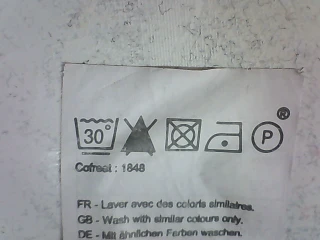 30°
P
®
Cofreet : 1848
FR - Laver avec des coloris similaires.
GB - Wash with similar colours only.
DE - Mit ähnlichen Farben waschen.